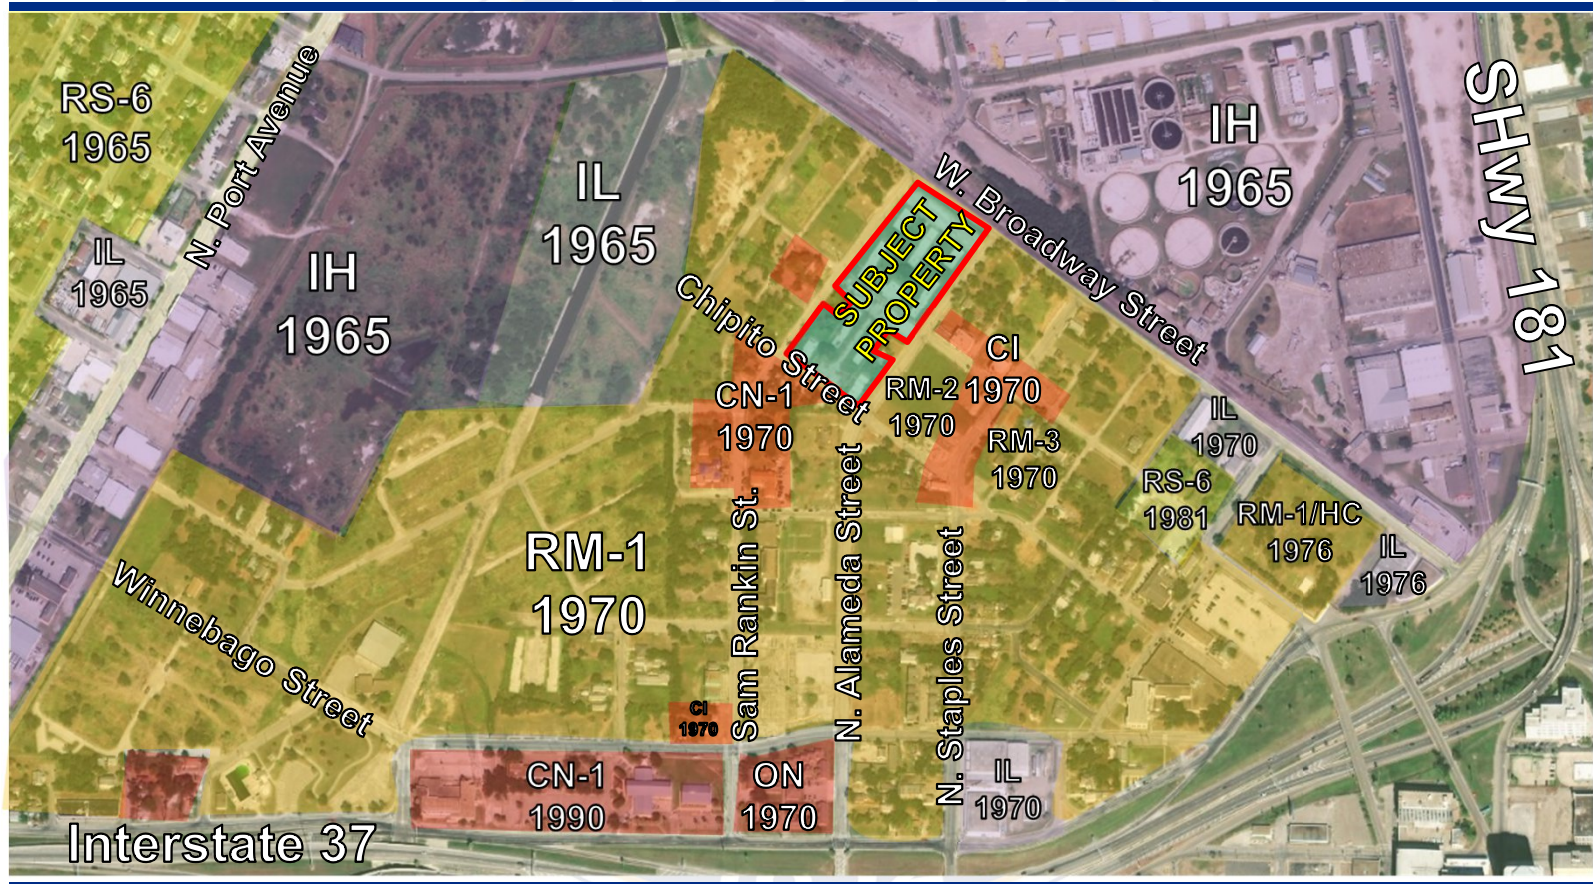 RS-6
1965
N. Port Avenue
IL
1965
IH
1965
IL
1965
IH
1965
SHwy 181
W. Broadway Street
SUBJECT
PROPERTY
Chipito Street
CN-1
1970
RM-2
1970
CI
1970
RM-3
1970
IL
1970
RS-6
1981
RM-1/HC
1976
IL
1976
RM-1
1970
Winnebago Street
Sam Rankin St.
N. Alameda Street
N. Staples Street
CI
1970
CN-1
1990
ON
1970
IL
1970
Interstate 37